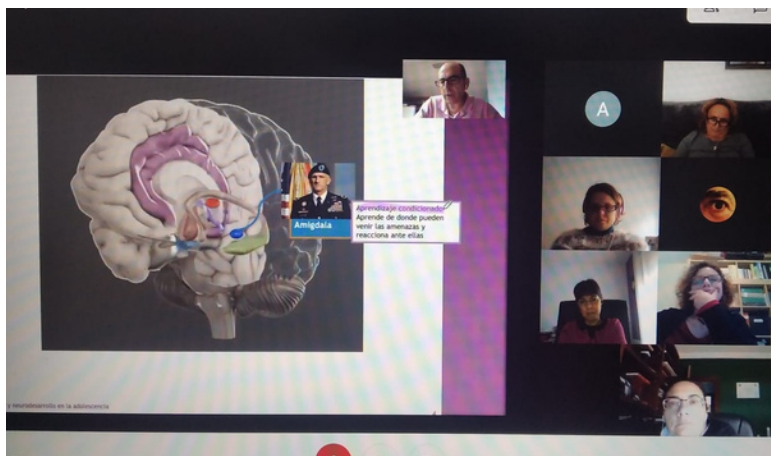 A
Amígdala
Aprendizaje condicionado
Aprende de donde pueden
venir las amenazas y
reacciona ante ellas
y neurodesarrollo en la adolescencia